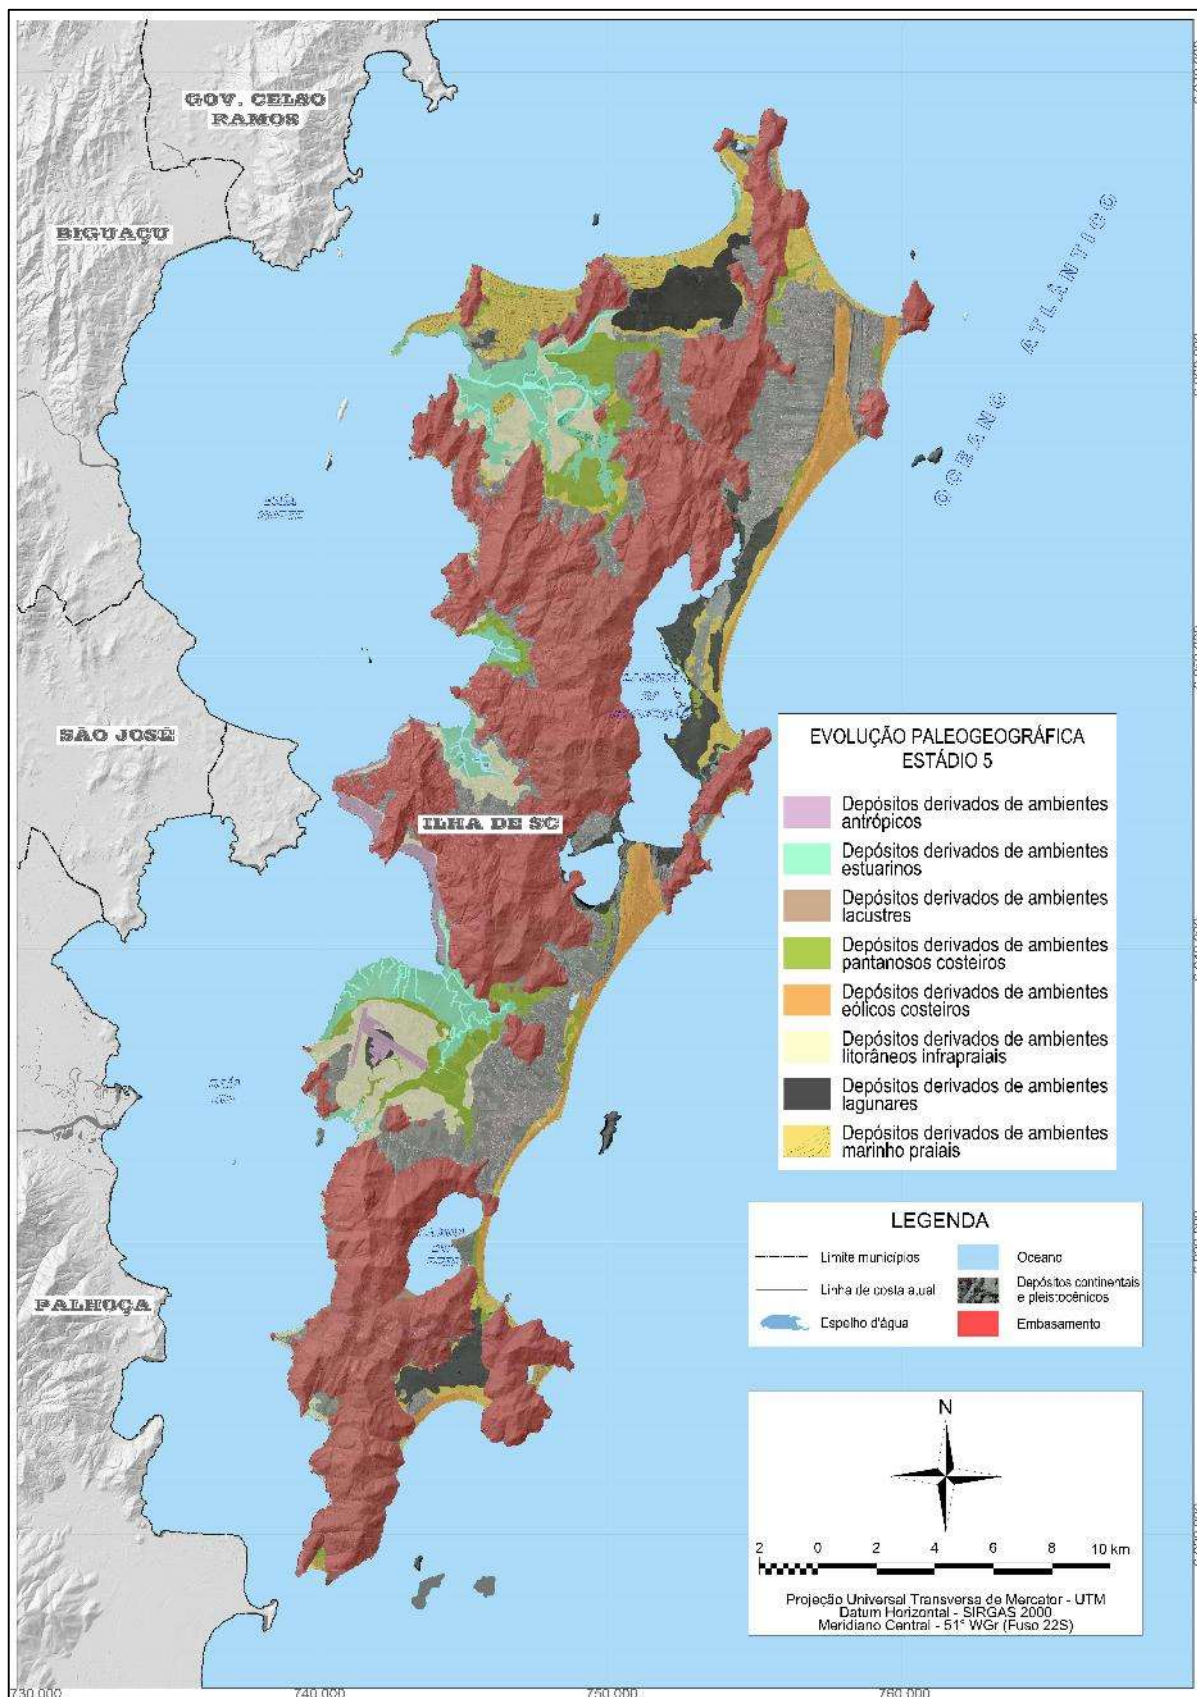 GOV. CELSO
RAMOS
BIGUAÇU
OCEANO ATLÂNTICO
SÃO JOSÉ
ILHA DE SC
PALHOÇA
EVOLUÇÃO PALEOGEOGRÁFICA
ESTÁDIO 5
Depósitos derivados de ambientes
antrópicos
Depósitos derivados de ambientes
estuarinos
Depósitos derivados de ambientes
lacustres
Depósitos derivados de ambientes
pantanosos costeiros
Depósitos derivados de ambientes
eólicos costeiros
Depósitos derivados de ambientes
litorâneos infrapraiais
Depósitos derivados de ambientes
lagunares
Depósitos derivados de ambientes
marinho praiais
LEGENDA
Limite municípios
Linha de costa atual
Espelho d'água
Oceano
Depósitos continentais
e pleistocênicos
Embasamento
N
2 0 2 4 6 8 10 km
Projeção Universal Transversa de Mercator - UTM
Datum Horizontal - SIRGAS 2000
Meridiano Central - 51° WGr (Fuso 22S)
730.000 740.000 750.000 760.000